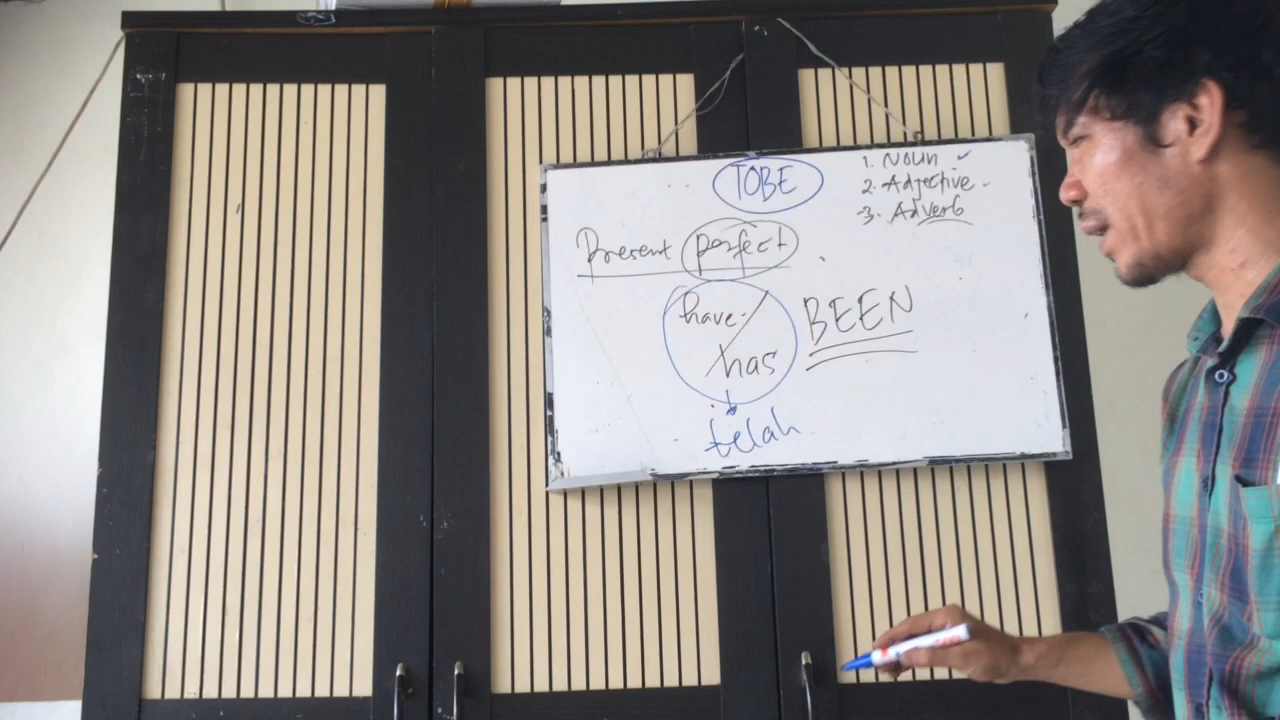 TOBE
1. Noun ✓
2. Adjective
3. Adverb
Present perfect
have / has BEEN
telah